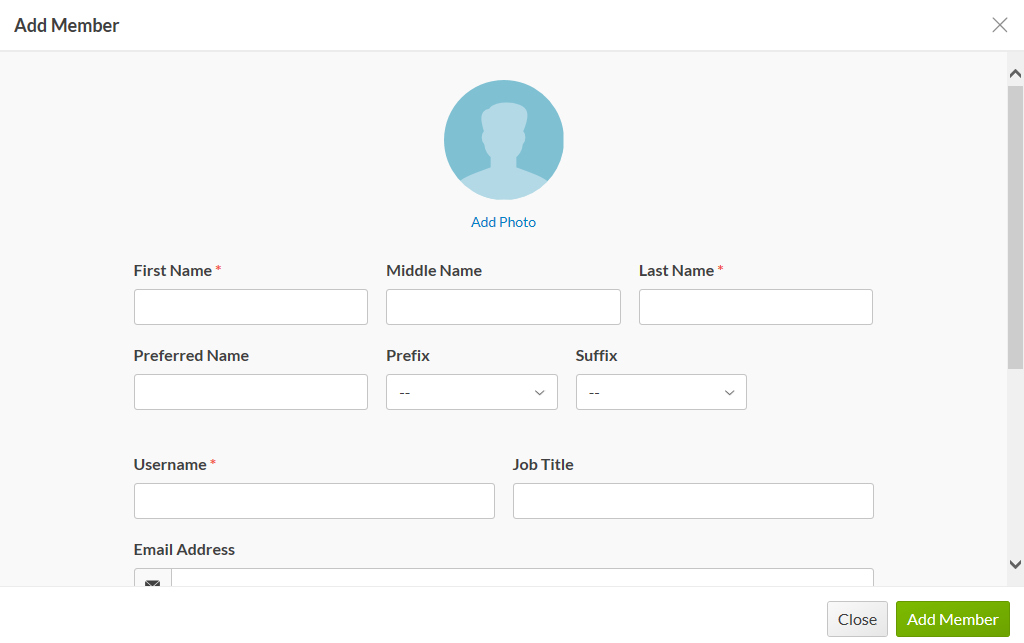 Add Member
Add Photo
First Name * Middle Name Last Name *
Preferred Name Prefix Suffix
-- --
Username * Job Title
Email Address
Close Add Member